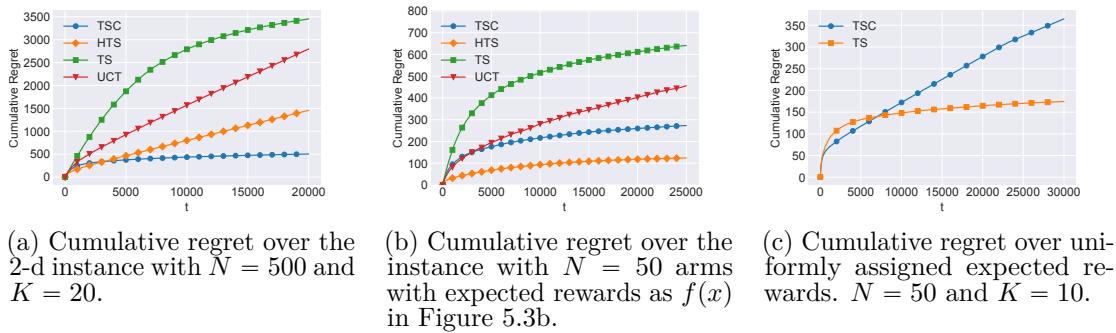 3500
3000
2500
2000
1500
1000
500
0
Cumulative Regret
TSC
HTS
TS
UCT
0 5000 10000 15000 20000
t
800
700
600
500
400
300
200
100
0
Cumulative Regret
TSC
HTS
TS
UCT
0 5000 10000 15000 20000 25000
t
350
300
250
200
150
100
50
0
Cumulative Regret
TSC
TS
0 5000 10000 15000 20000 25000 30000
t
(a) Cumulative regret over the
2-d instance with N = 500 and
K = 20.
(b) Cumulative regret over the
instance with N = 50 arms
with expected rewards as f(x)
in Figure 5.3b.
(c) Cumulative regret over uni-
formly assigned expected re-
wards. N = 50 and K = 10.